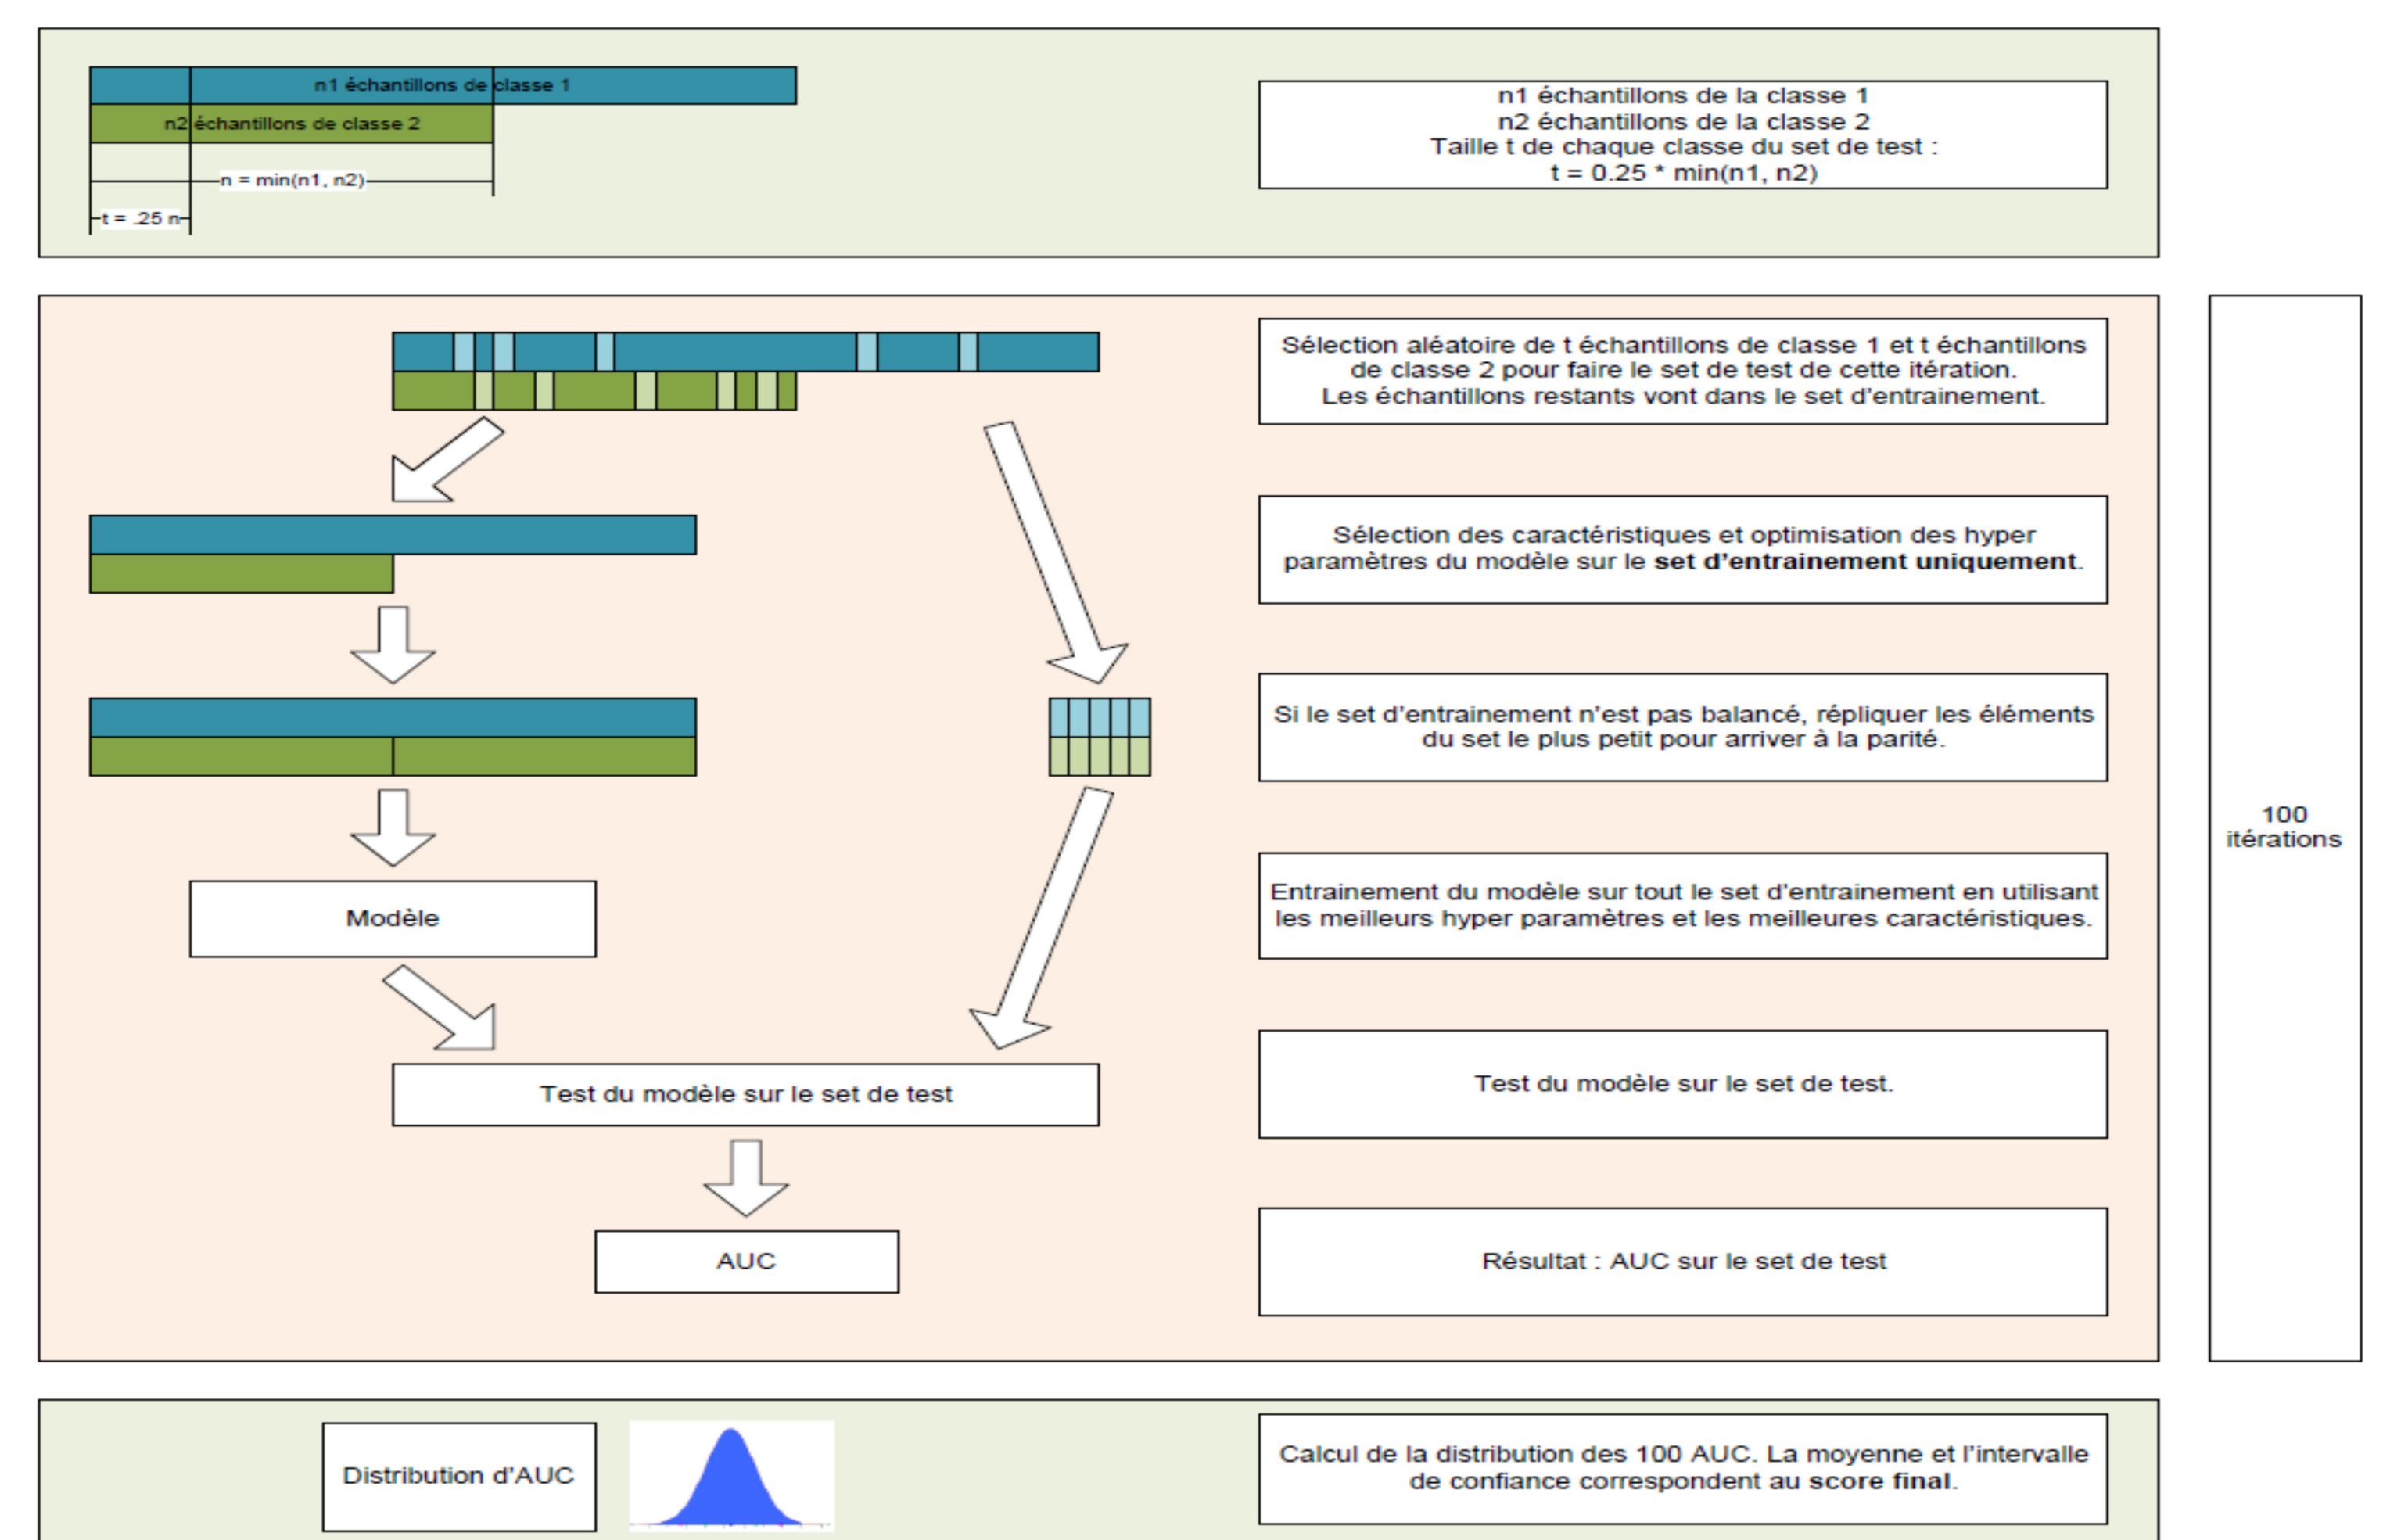 n1 échantillons de classe 1
n2 échantillons de classe 2
n = min(n1, n2)
t = .25 n
n1 échantillons de la classe 1
n2 échantillons de la classe 2
Taille t de chaque classe du set de test :
t = 0.25 * min(n1, n2)
Sélection aléatoire de t échantillons de classe 1 et t échantillons
de classe 2 pour faire le set de test de cette itération.
Les échantillons restants vont dans le set d'entrainement.
Sélection des caractéristiques et optimisation des hyper
paramètres du modèle sur le set d'entrainement uniquement.
Si le set d'entrainement n'est pas balancé, répliquer les éléments
du set le plus petit pour arriver à la parité.
Modèle
Entrainement du modèle sur tout le set d'entrainement en utilisant
les meilleurs hyper paramètres et les meilleures caractéristiques.
Test du modèle sur le set de test
Test du modèle sur le set de test.
AUC
Résultat : AUC sur le set de test
100
itérations
Distribution d'AUC
Calcul de la distribution des 100 AUC. La moyenne et l'intervalle
de confiance correspondent au score final.